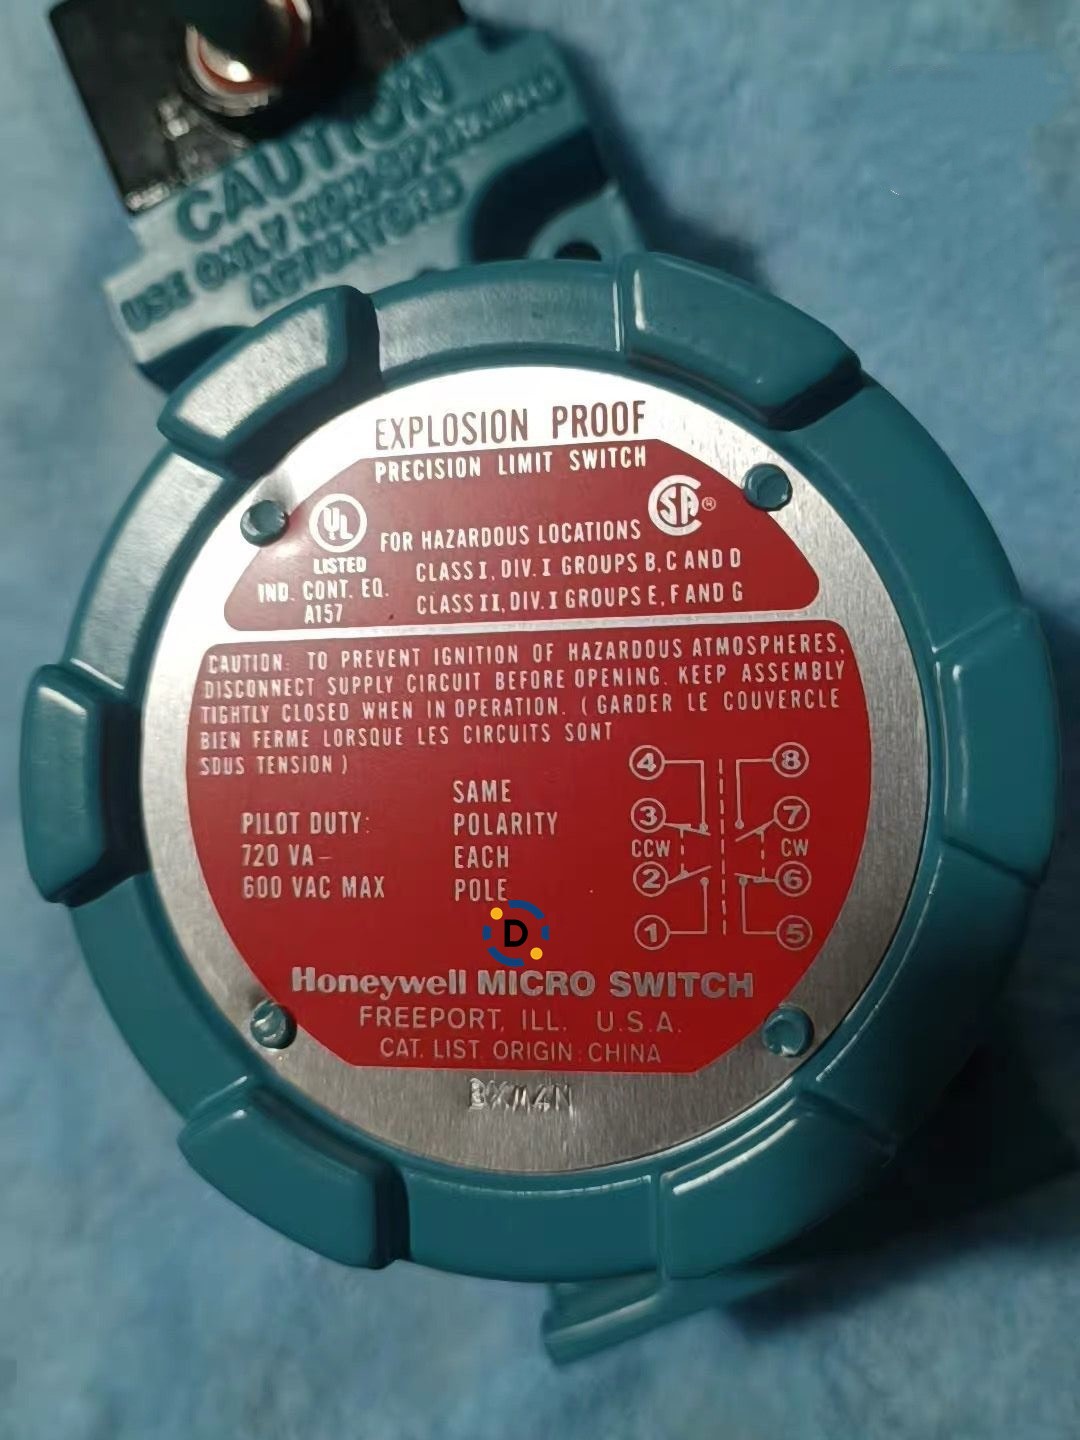 CAUTION
USE ONLY
ACTUATORS
EXPLOSION PROOF
PRECISION LIMIT SWITCH
UL
LISTED
IND. CONT. EQ.
A157
SA ®
FOR HAZARDOUS LOCATIONS
CLASS I, DIV. I GROUPS B, C AND D
CLASS II, DIV. I GROUPS E, F AND G
CAUTION: TO PREVENT IGNITION OF HAZARDOUS ATMOSPHERES,
DISCONNECT SUPPLY CIRCUIT BEFORE OPENING. KEEP ASSEMBLY
TIGHTLY CLOSED WHEN IN OPERATION. (GARDER LE COUVERCLE
BIEN FERME LORSQUE LES CIRCUITS SONT
SOUS TENSION)
PILOT DUTY:
720 VA~
600 VAC MAX
SAME
POLARITY
EACH
POLE
4 8
3 7
CCW CW
2 6
1 5
D
Honeywell MICRO SWITCH
FREEPORT, ILL. U.S.A.
CAT. LIST. ORIGIN: CHINA